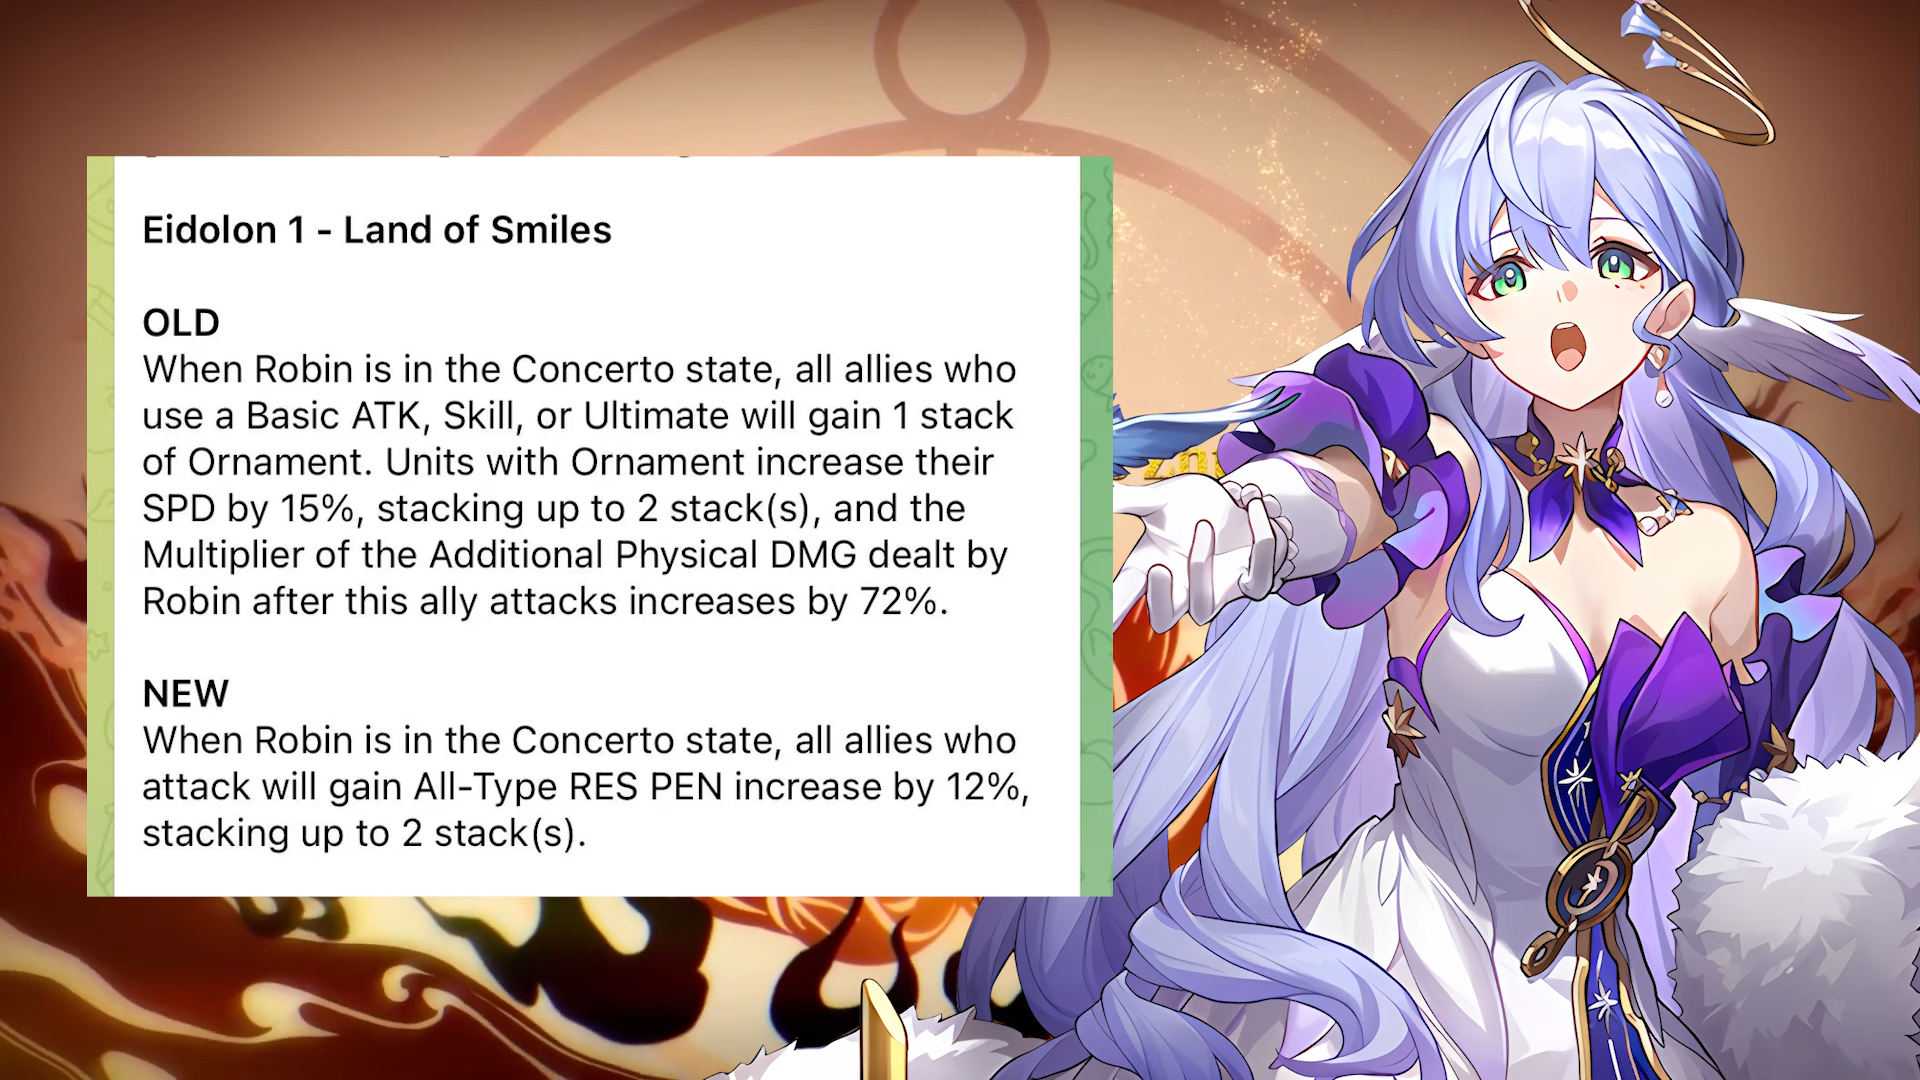 Eidolon 1 - Land of Smiles
OLD
When Robin is in the Concerto state, all allies who
use a Basic ATK, Skill, or Ultimate will gain 1 stack
of Ornament. Units with Ornament increase their
SPD by 15%, stacking up to 2 stack(s), and the
Multiplier of the Additional Physical DMG dealt by
Robin after this ally attacks increases by 72%.
NEW
When Robin is in the Concerto state, all allies who
attack will gain All-Type RES PEN increase by 12%,
stacking up to 2 stack(s).